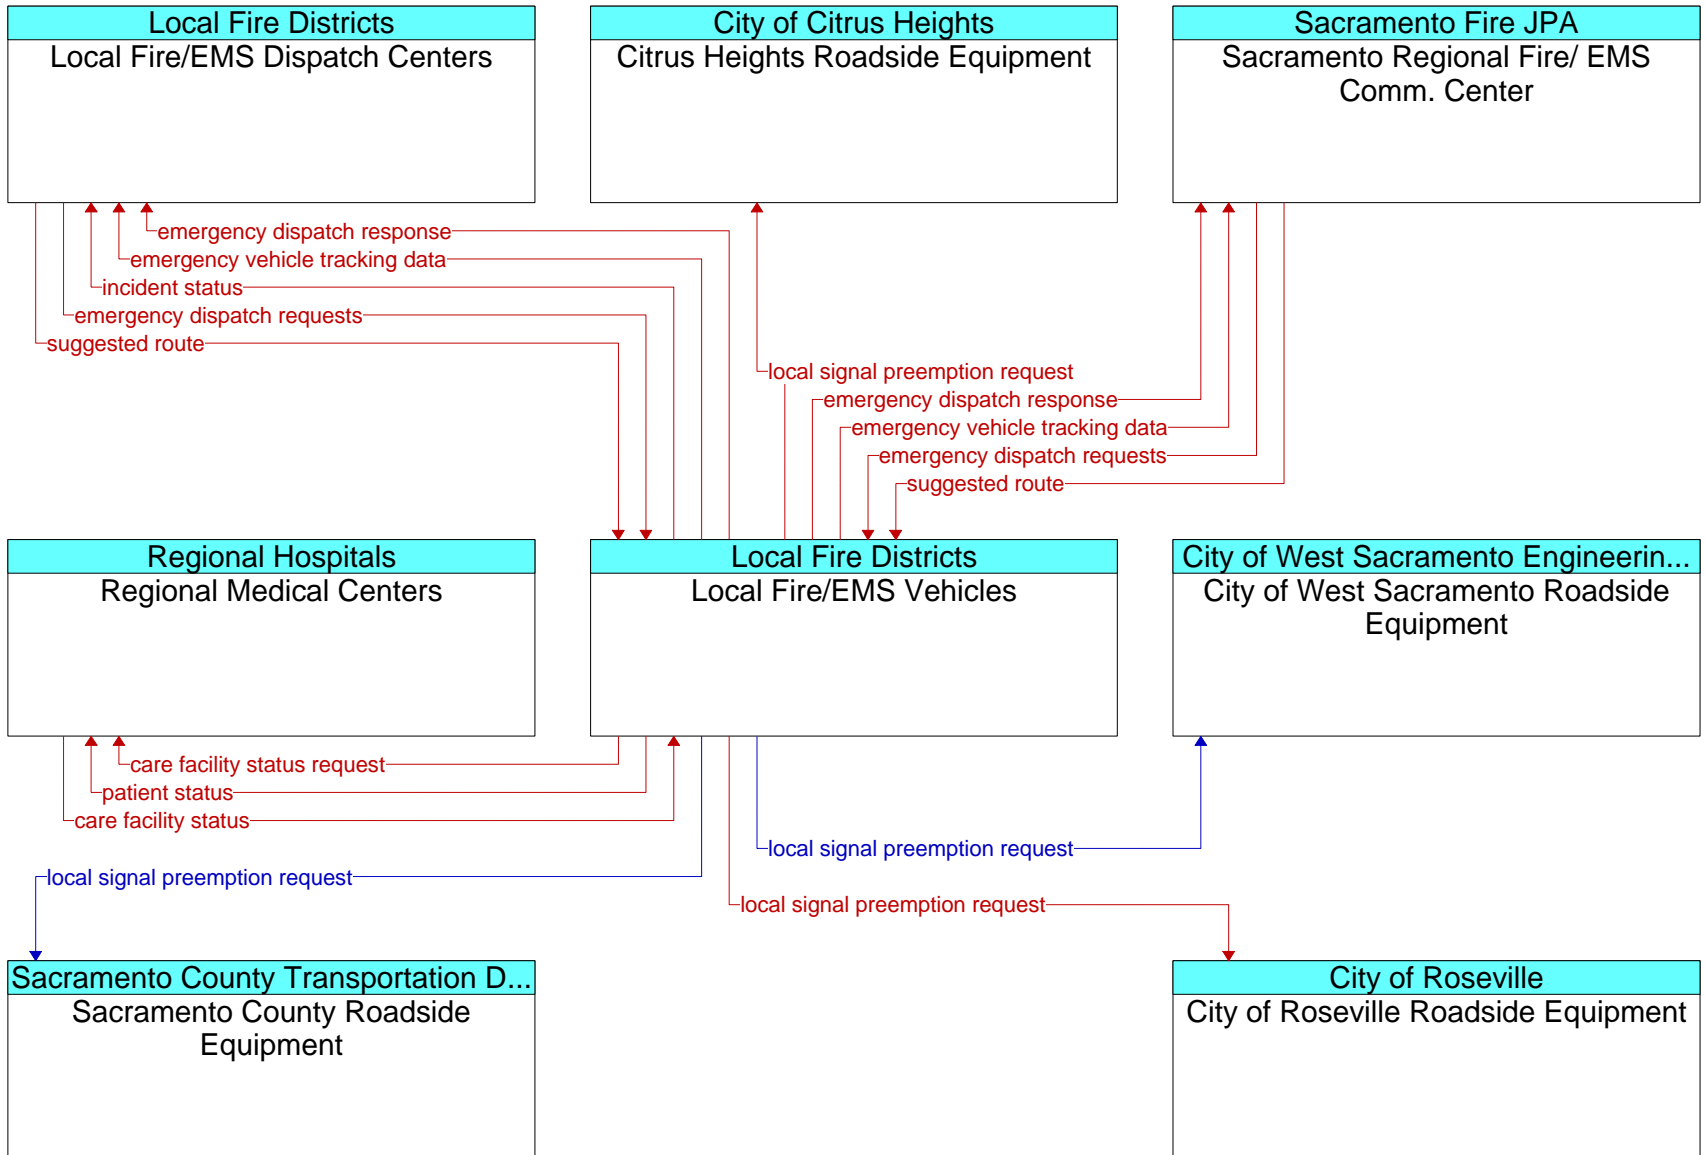 Local Fire Districts
Local Fire/EMS Dispatch Centers
City of Citrus Heights
Citrus Heights Roadside Equipment
Sacramento Fire JPA
Sacramento Regional Fire/ EMS
Comm. Center
emergency dispatch response
emergency vehicle tracking data
incident status
emergency dispatch requests
suggested route
local signal preemption request
emergency dispatch response
emergency vehicle tracking data
emergency dispatch requests
suggested route
Regional Hospitals
Regional Medical Centers
Local Fire Districts
Local Fire/EMS Vehicles
City of West Sacramento Engineerin...
City of West Sacramento Roadside
Equipment
care facility status request
patient status
care facility status
local signal preemption request
local signal preemption request
local signal preemption request
Sacramento County Transportation D...
Sacramento County Roadside
Equipment
City of Roseville
City of Roseville Roadside Equipment